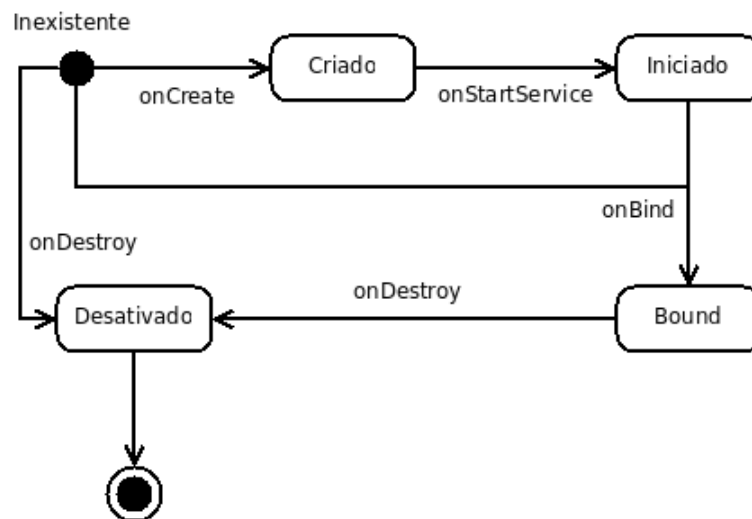 Inexistente
Criado
Iniciado
onCreate
onStartService
onBind
onDestroy
onDestroy
Desativado
Bound